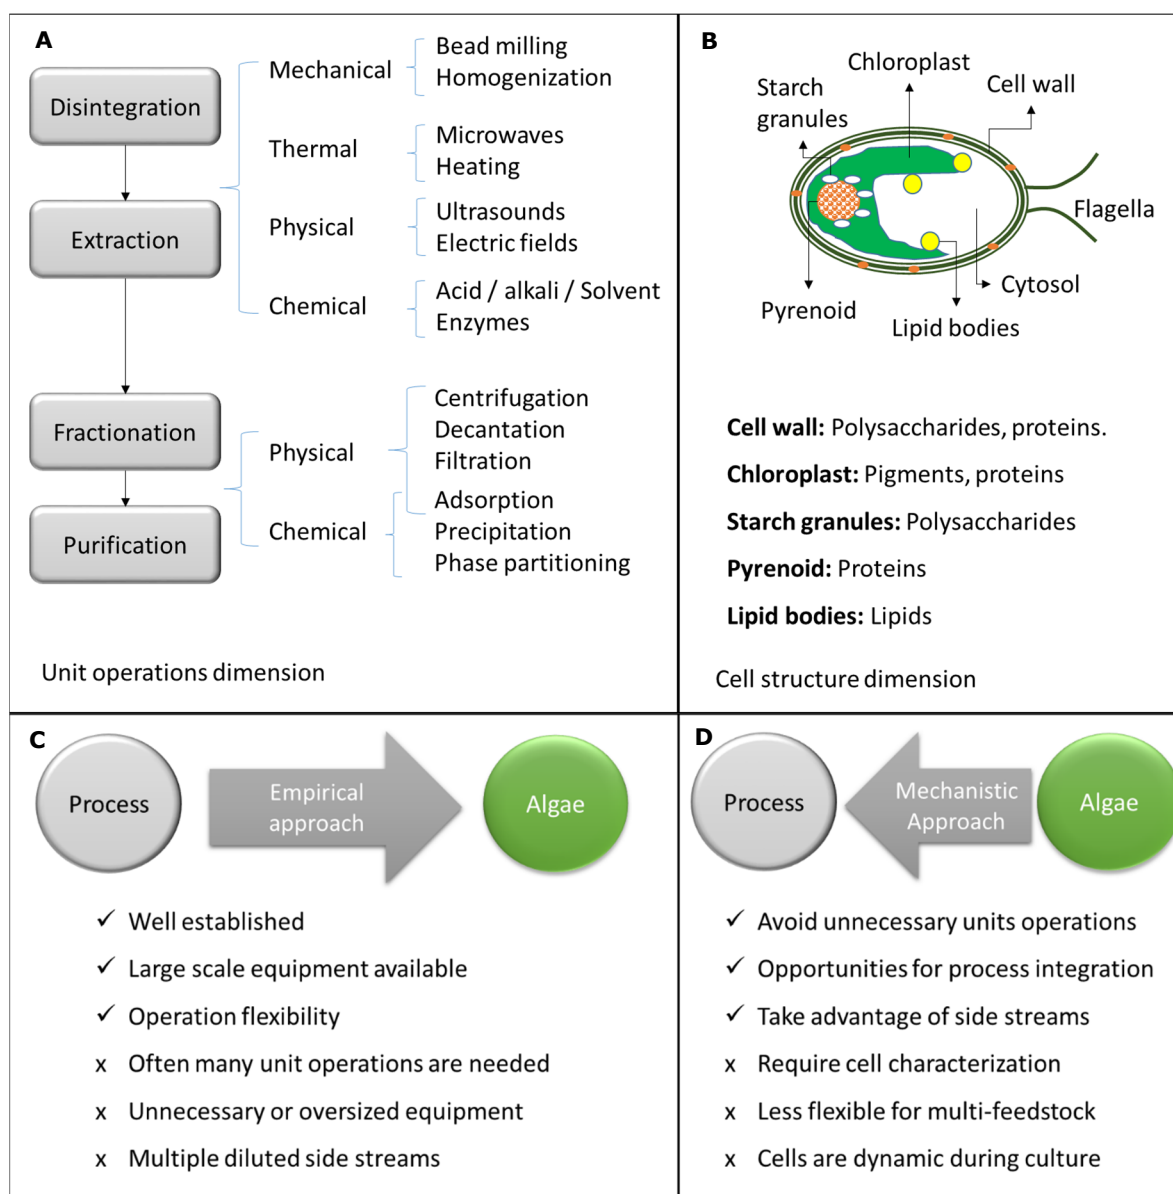 A
Disintegration
Extraction
Fractionation
Purification
Mechanical
Bead milling
Homogenization
Thermal
Microwaves
Heating
Physical
Ultrasounds
Electric fields
Chemical
Acid / alkali / Solvent
Enzymes
Physical
Centrifugation
Decantation
Filtration
Adsorption
Chemical
Precipitation
Phase partitioning
Unit operations dimension
B
Chloroplast
Starch
granules
Cell wall
Flagella
Cytosol
Pyrenoid
Lipid bodies
Cell wall: Polysaccharides, proteins.
Chloroplast: Pigments, proteins
Starch granules: Polysaccharides
Pyrenoid: Proteins
Lipid bodies: Lipids
Cell structure dimension
C
Process
Empirical
approach
Algae
✓ Well established
✓ Large scale equipment available
✓ Operation flexibility
x Often many unit operations are needed
x Unnecessary or oversized equipment
x Multiple diluted side streams
D
Process
Mechanistic
Approach
Algae
✓ Avoid unnecessary units operations
✓ Opportunities for process integration
✓ Take advantage of side streams
x Require cell characterization
x Less flexible for multi-feedstock
x Cells are dynamic during culture